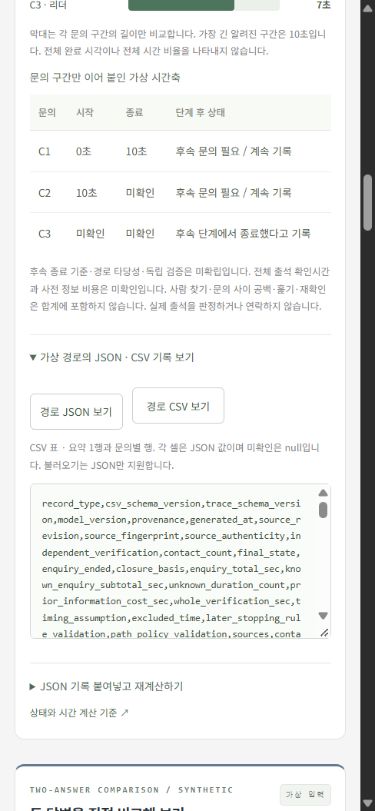 C3 · 리더 7초
막대는 각 문의 구간의 길이만 비교합니다. 가장 긴 알려진 구간은 10초입니
다. 전체 완료 시각이나 전체 시간 비율을 나타내지 않습니다.
문의 구간만 이어 붙인 가상 시간축
문의 시작 종료 단계 후 상태
C1 0초 10초 후속 문의 필요 / 계속 기록
C2 10초 미확인 후속 문의 필요 / 계속 기록
C3 미확인 미확인 후속 단계에서 종료했다고 기록
후속 종료 기준·경로 타당성·독립 검증은 미확립입니다. 전체 출석 확인시간
과 사전 정보 비용은 미확인입니다. 사람 찾기·문의 사이 공백·훑기·재확인
은 합계에 포함하지 않습니다. 실제 출석을 판정하거나 연락하지 않습니다.
▼ 가상 경로의 JSON · CSV 기록 보기
경로 JSON 보기 경로 CSV 보기
CSV 표 · 요약 1행과 문의별 행. 각 셀은 JSON 값이며 미확인은 null입니
다. 불러오기는 JSON만 지원합니다.
record_type,csv_schema_version,trace_schema_versi
on,model_version,provenance,generated_at,source_r
evision,source_fingerprint,source_authenticity,in
dependent_verification,contact_count,final_state,
enquiry_ended,closure_basis,enquiry_total_sec,kno
wn_enquiry_subtotal_sec,unknown_duration_count,pr
ior_information_cost_sec,whole_verification_sec,t
iming_assumption,excluded_time,later_stopping_rul
e_validation,path_policy_validation,sources,conta
▶ JSON 기록 붙여넣고 재계산하기
상태와 시간 계산 기준 ↗
TWO-ANSWER COMPARISON / SYNTHETIC
가상 입력